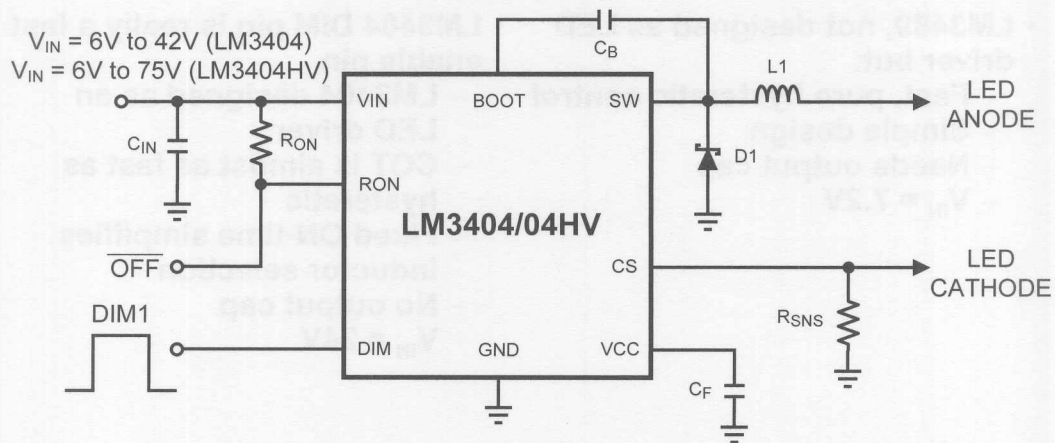 V_IN = 6V to 42V (LM3404)
V_IN = 6V to 75V (LM3404HV)
C_B
L1
LED
ANODE
VIN
BOOT
SW
C_IN
R_ON
D1
RON
LM3404/04HV
OFF
CS
LED
CATHODE
DIM1
R_SNS
DIM
GND
VCC
C_F